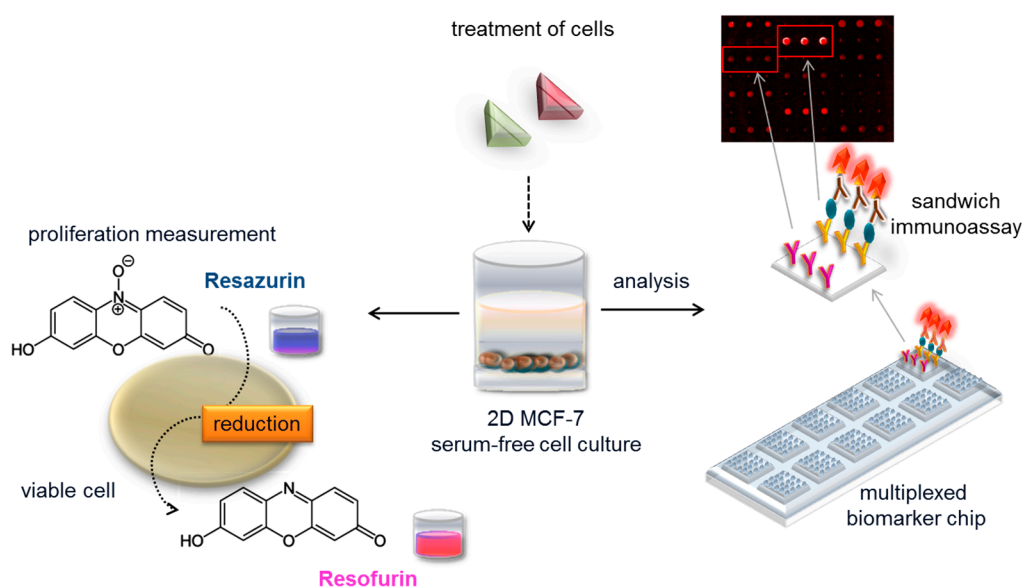 treatment of cells
sandwich
immunoassay
proliferation measurement
O
⊖
Resazurin
N
⊕
HO
O
O
analysis
reduction
2D MCF-7
serum-free cell culture
viable cell
N
HO
O
O
Resofurin
multiplexed
biomarker chip